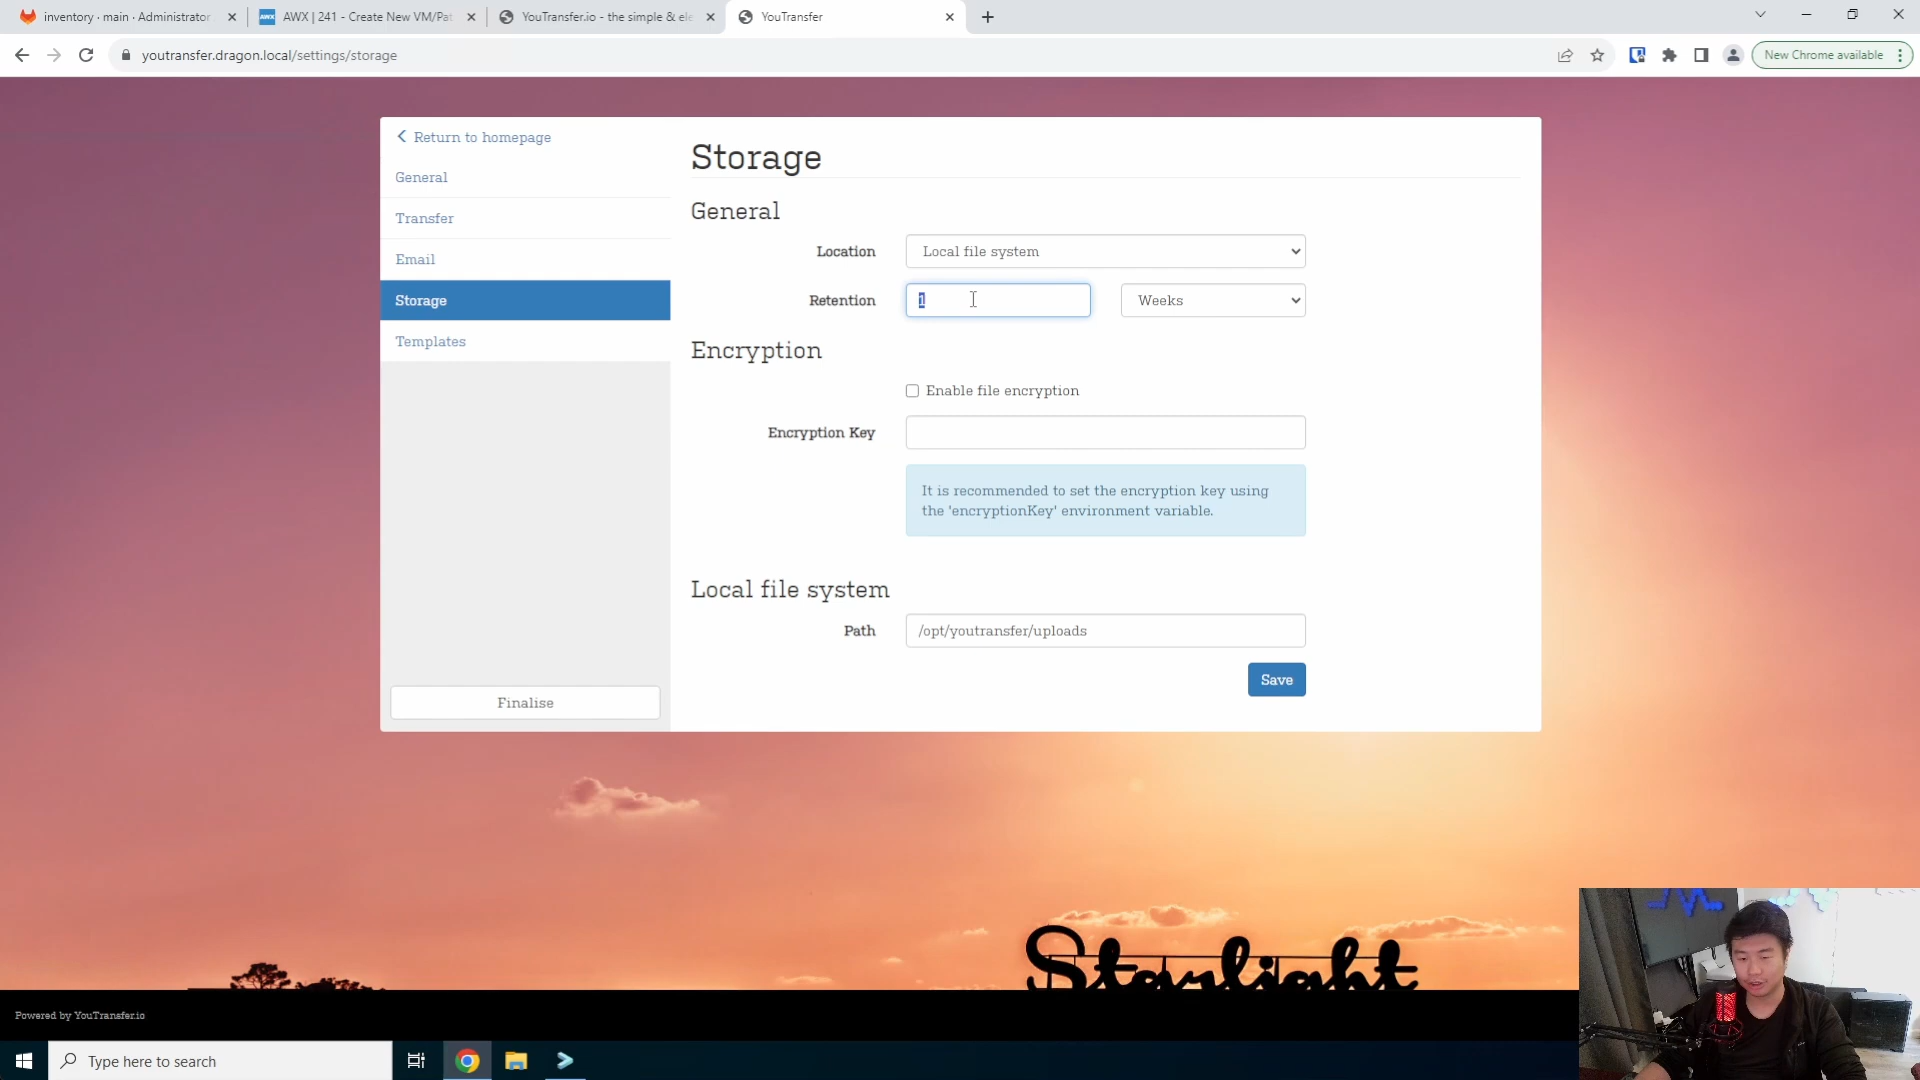 inventory · main · Administrator
AWX | 241 - Create New VM/Pat
YouTransfer.io - the simple & ele
YouTransfer
youtransfer.dragon.local/settings/storage
New Chrome available
Return to homepage
General
Transfer
Email
Storage
Templates
Finalise
Storage
General
Location
Local file system
Retention
1
Weeks
Encryption
Enable file encryption
Encryption Key
It is recommended to set the encryption key using
the 'encryptionKey' environment variable.
Local file system
Path
/opt/youtransfer/uploads
Save
Starlight
Powered by YouTransfer.io
Type here to search